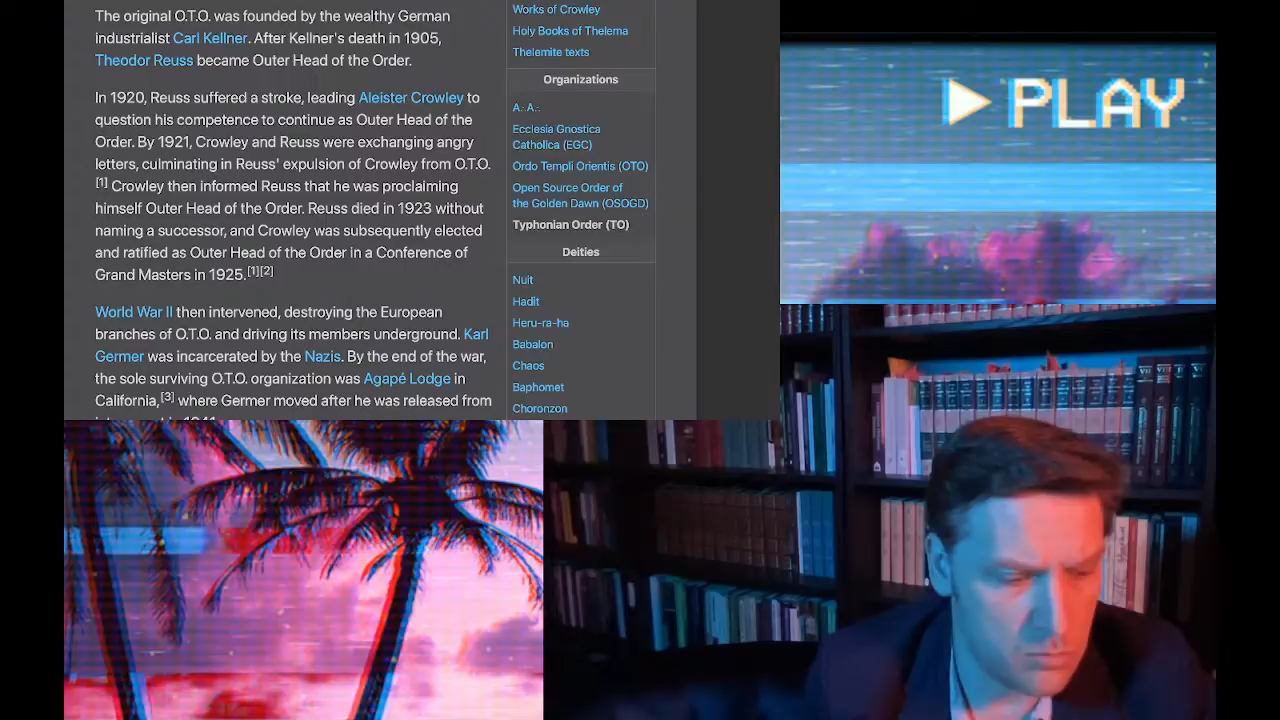 The original O.T.O. was founded by the wealthy German
industrialist Carl Kellner. After Kellner's death in 1905,
Theodor Reuss became Outer Head of the Order.
In 1920, Reuss suffered a stroke, leading Aleister Crowley to
question his competence to continue as Outer Head of the
Order. By 1921, Crowley and Reuss were exchanging angry
letters, culminating in Reuss' expulsion of Crowley from O.T.O.
[1] Crowley then informed Reuss that he was proclaiming
himself Outer Head of the Order. Reuss died in 1923 without
naming a successor, and Crowley was subsequently elected
and ratified as Outer Head of the Order in a Conference of
Grand Masters in 1925.[1][2]
World War II then intervened, destroying the European
branches of O.T.O. and driving its members underground. Karl
Germer was incarcerated by the Nazis. By the end of the war,
the sole surviving O.T.O. organization was Agapé Lodge in
California,[3] where Germer moved after he was released from
Works of Crowley
Holy Books of Thelema
Thelemite texts
Organizations
A∴A∴
Ecclesia Gnostica
Catholica (EGC)
Ordo Templi Orientis (OTO)
Open Source Order of
the Golden Dawn (OSOGD)
Typhonian Order (TO)
Deities
Nuit
Hadit
Heru-ra-ha
Babalon
Chaos
Baphomet
Choronzon
PLAY